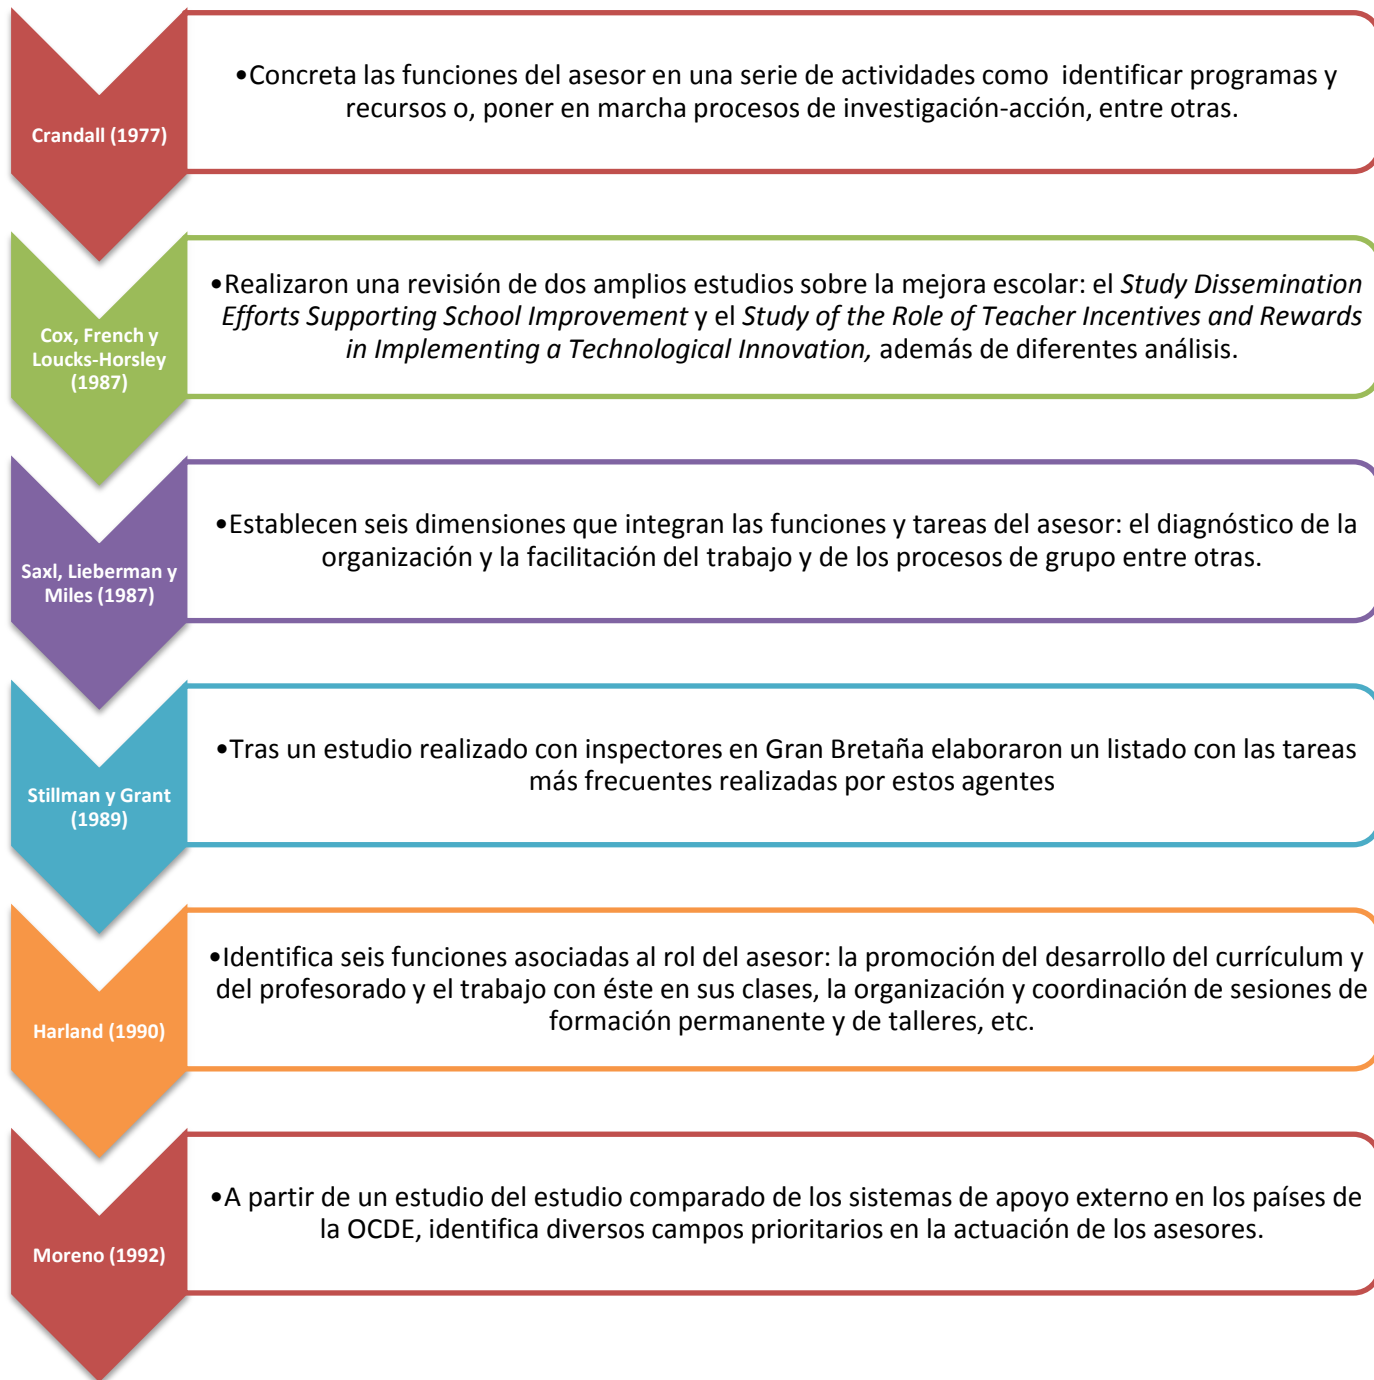 Crandall (1977)
•Concreta las funciones del asesor en una serie de actividades como  identificar programas y
recursos o, poner en marcha procesos de investigación-acción, entre otras.
Cox, French y
Loucks-Horsley
(1987)
•Realizaron una revisión de dos amplios estudios sobre la mejora escolar: el Study Dissemination
Efforts Supporting School Improvement y el Study of the Role of Teacher Incentives and Rewards
in Implementing a Technological Innovation, además de diferentes análisis.
Saxl, Lieberman y
Miles (1987)
•Establecen seis dimensiones que integran las funciones y tareas del asesor: el diagnóstico de la
organización y la facilitación del trabajo y de los procesos de grupo entre otras.
Stillman y Grant
(1989)
•Tras un estudio realizado con inspectores en Gran Bretaña elaboraron un listado con las tareas
más frecuentes realizadas por estos agentes
Harland (1990)
•Identifica seis funciones asociadas al rol del asesor: la promoción del desarrollo del currículum y
del profesorado y el trabajo con éste en sus clases, la organización y coordinación de sesiones de
formación permanente y de talleres, etc.
Moreno (1992)
•A partir de un estudio del estudio comparado de los sistemas de apoyo externo en los países de
la OCDE, identifica diversos campos prioritarios en la actuación de los asesores.